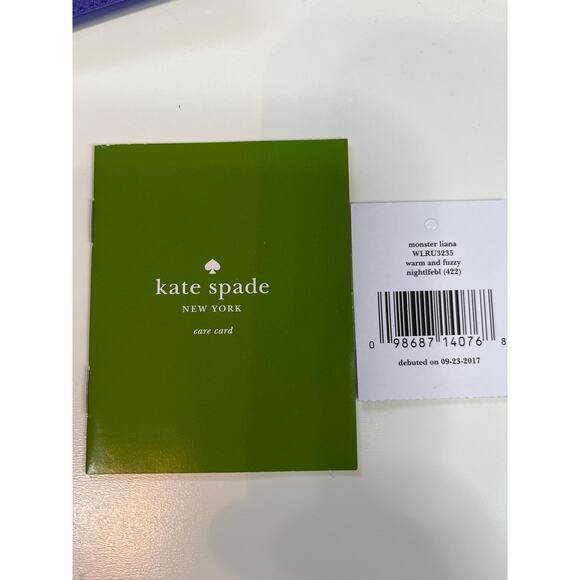 kate spade
NEW YORK
care card
monster liana
WLRU3235
warm and fuzzy
nightlfebl (422)
0 98687 14076 8
debuted on 09-23-2017